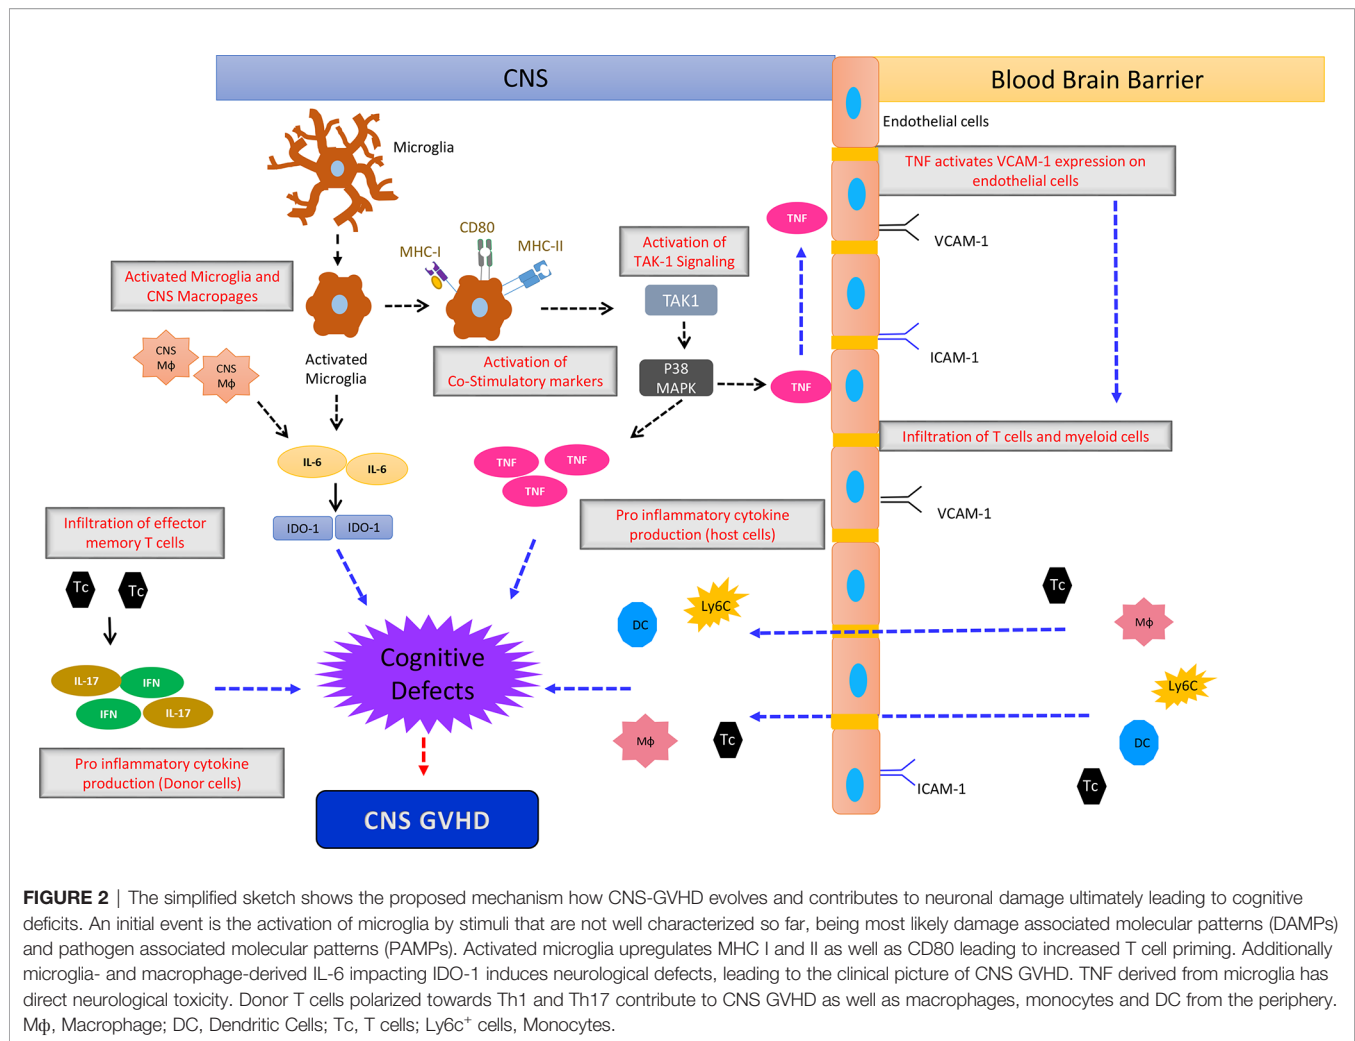 CNS
Blood Brain Barrier
Endothelial cells
Microglia
TNF activates VCAM-1 expression on
endothelial cells
TNF
VCAM-1
CD80
MHC-I
MHC-II
Activation of
TAK-1 Signaling
Activated Microglia and
CNS Macropages
TAK1
ICAM-1
CNS
Mϕ
CNS
Mϕ
Activated
Microglia
Activation of
Co-Stimulatory markers
P38
MAPK
TNF
Infiltration of T cells and myeloid cells
IL-6
IL-6
TNF
TNF
TNF
VCAM-1
Infiltration of effector
memory T cells
IDO-1
IDO-1
Pro inflammatory cytokine
production (host cells)
Tc
Tc
Tc
Ly6C
DC
Mϕ
Cognitive
Defects
IL-17
IFN
IFN
IL-17
Ly6C
Mϕ
Tc
DC
Tc
Pro inflammatory cytokine
production (Donor cells)
ICAM-1
CNS GVHD
FIGURE 2 | The simplified sketch shows the proposed mechanism how CNS-GVHD evolves and contributes to neuronal damage ultimately leading to cognitive
deficits. An initial event is the activation of microglia by stimuli that are not well characterized so far, being most likely damage associated molecular patterns (DAMPs)
and pathogen associated molecular patterns (PAMPs). Activated microglia upregulates MHC I and II as well as CD80 leading to increased T cell priming. Additionally
microglia- and macrophage-derived IL-6 impacting IDO-1 induces neurological defects, leading to the clinical picture of CNS GVHD. TNF derived from microglia has
direct neurological toxicity. Donor T cells polarized towards Th1 and Th17 contribute to CNS GVHD as well as macrophages, monocytes and DC from the periphery.
Mϕ, Macrophage; DC, Dendritic Cells; Tc, T cells; Ly6c⁺ cells, Monocytes.